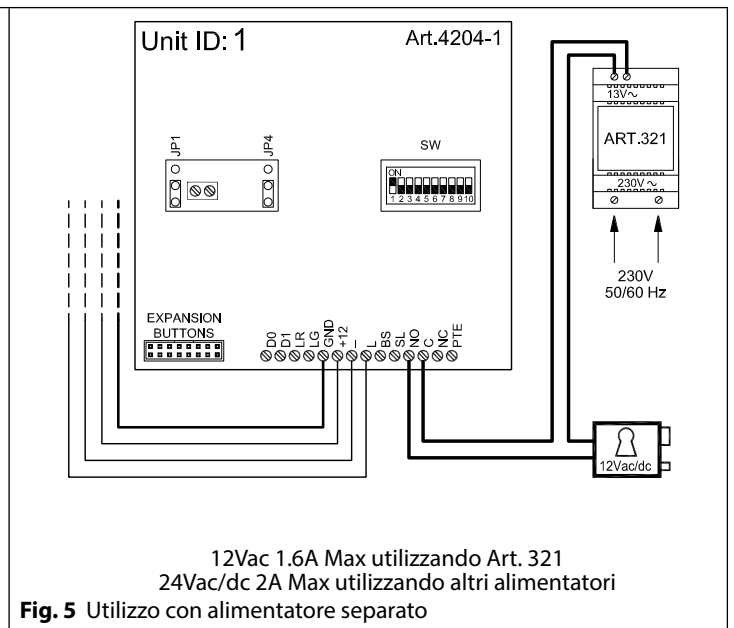 Unit ID: 1
Art.4204-1
JP1
JP4
SW
ON
1 2 3 4 5 6 7 8 9 10
13V~
ART.321
230V ~
230V
50/60 Hz
EXPANSION
BUTTONS
D0
D1
LR
LG
GND
+12
–
L
BS
SL
NO
C
NC
PTE
12Vac/dc
12Vac 1.6A Max utilizzando Art. 321
24Vac/dc 2A Max utilizzando altri alimentatori
Fig. 5 Utilizzo con alimentatore separato